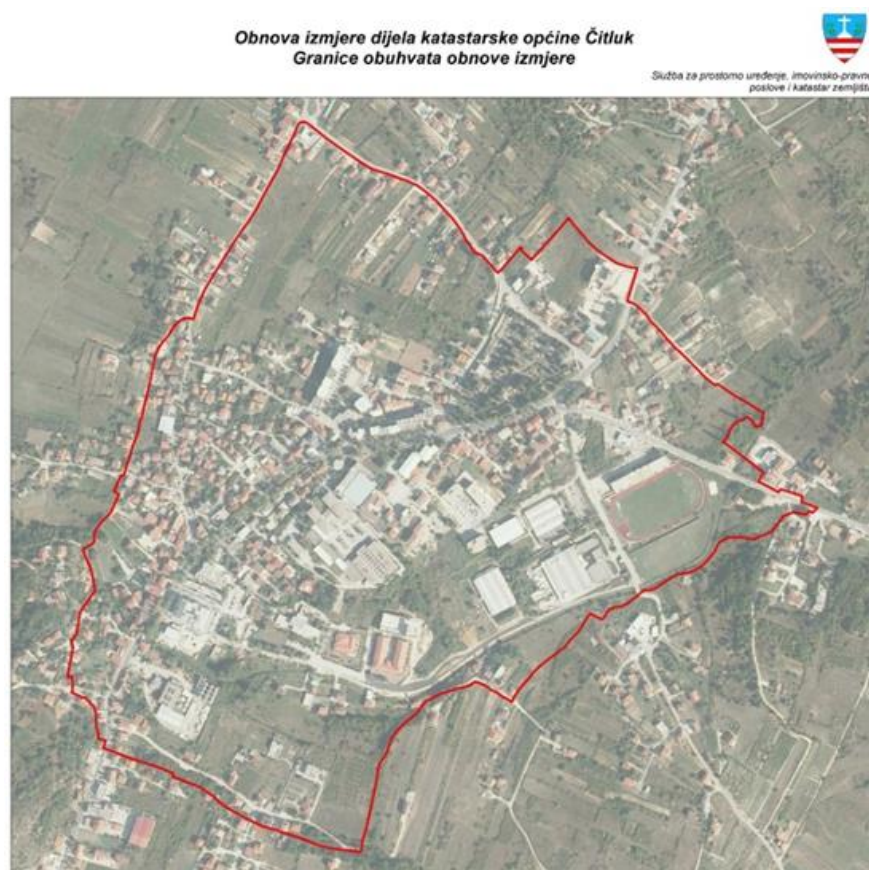 Obnova izmjere dijela katastarske općine Čitluk
Granice obuhvata obnove izmjere
Služba za prostorno uređenje, imovinsko-pravne
poslove i katastar zemljišta